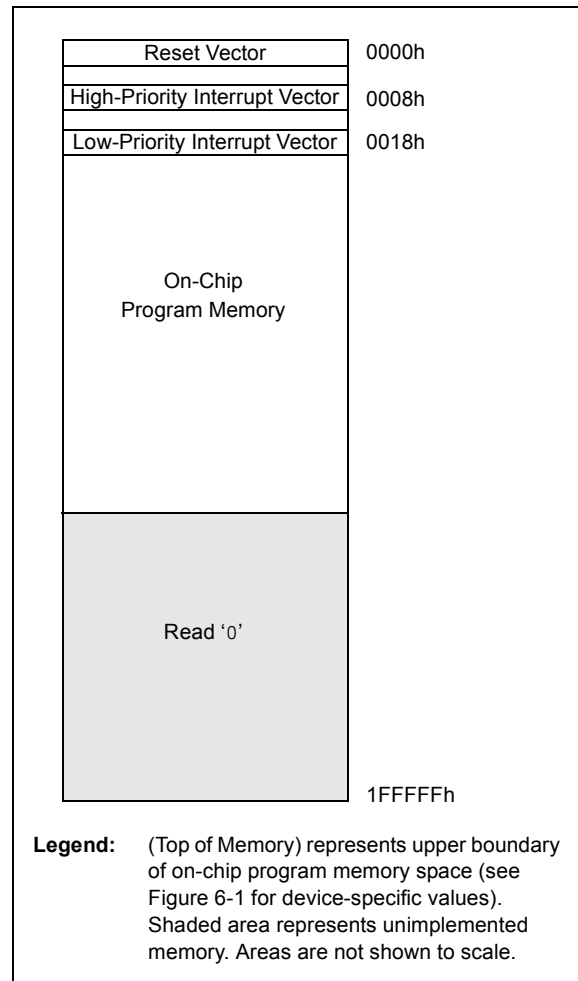 Reset Vector 0000h
High-Priority Interrupt Vector 0008h
Low-Priority Interrupt Vector 0018h
On-Chip
Program Memory
Read ‘0’
1FFFFFh
Legend: (Top of Memory) represents upper boundary
of on-chip program memory space (see
Figure 6-1 for device-specific values).
Shaded area represents unimplemented
memory. Areas are not shown to scale.